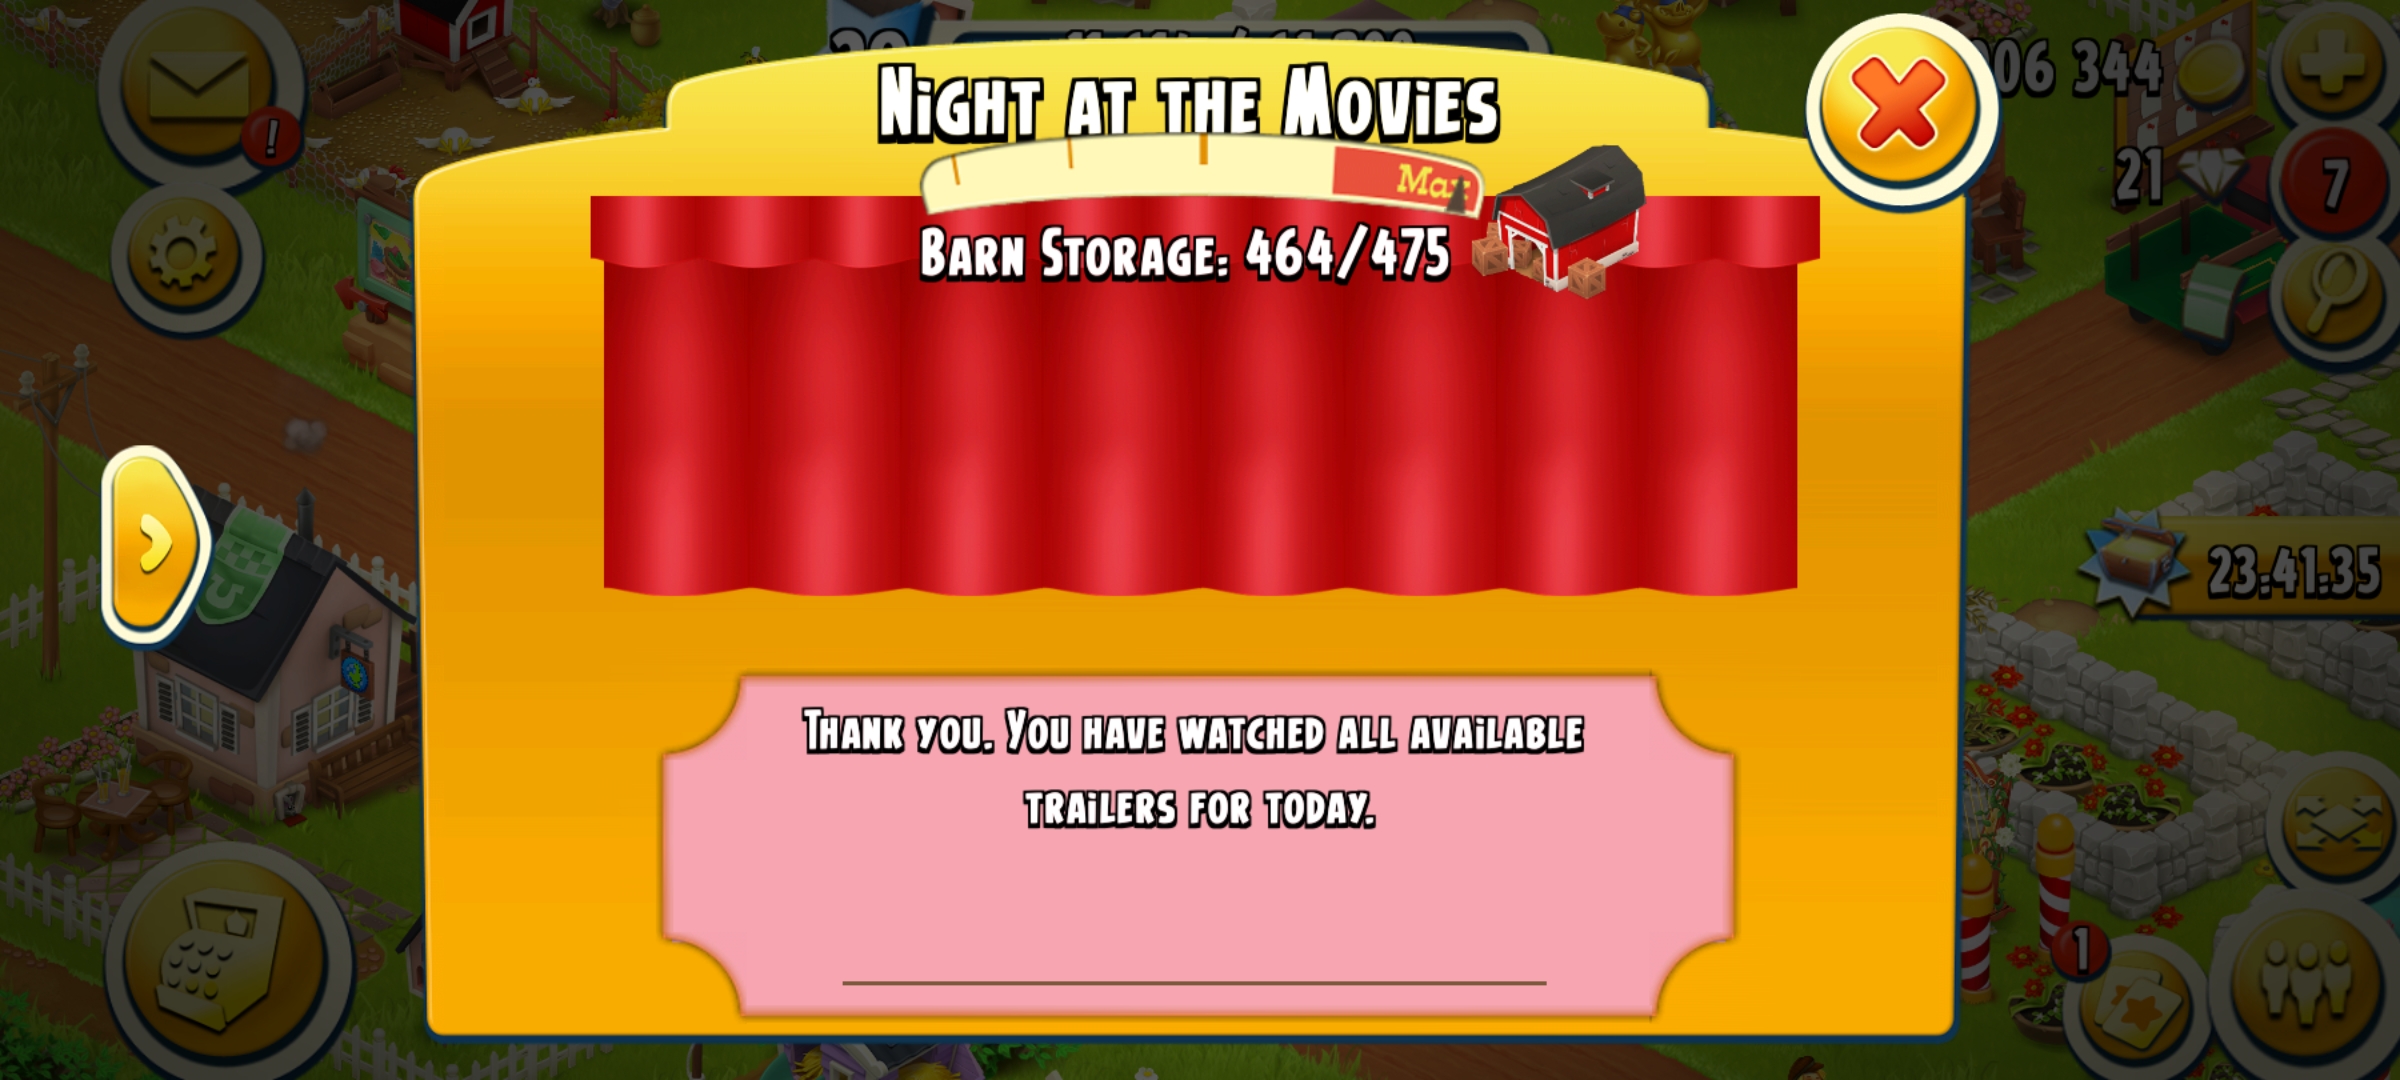 NiGHT AT THE MOViES
Max
BARN STORAGE: 464/475
!
344
21
7
23:41:35
THANK YOU. YOU HAVE WATCHED ALL AVAiLABLE
TRAiLERS FOR TODAY.
1